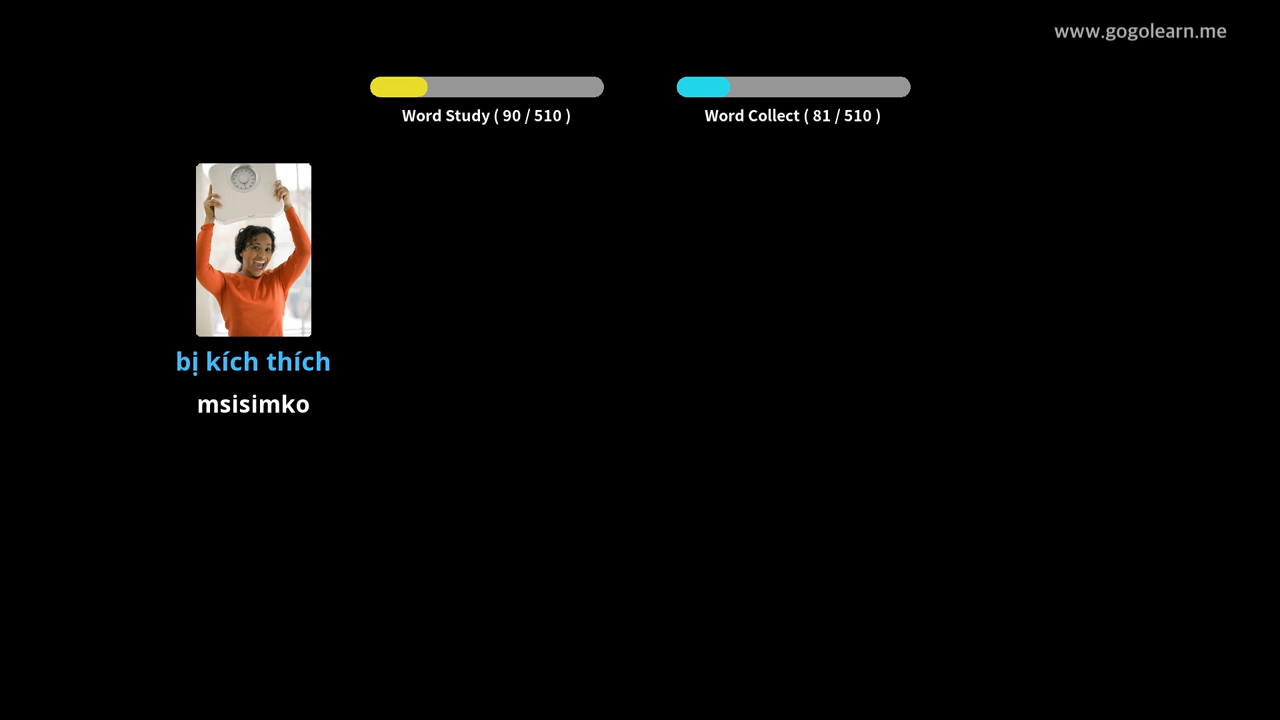 www.gogolearn.me
Word Study ( 90 / 510 )
Word Collect ( 81 / 510 )
bị kích thích
msisimko